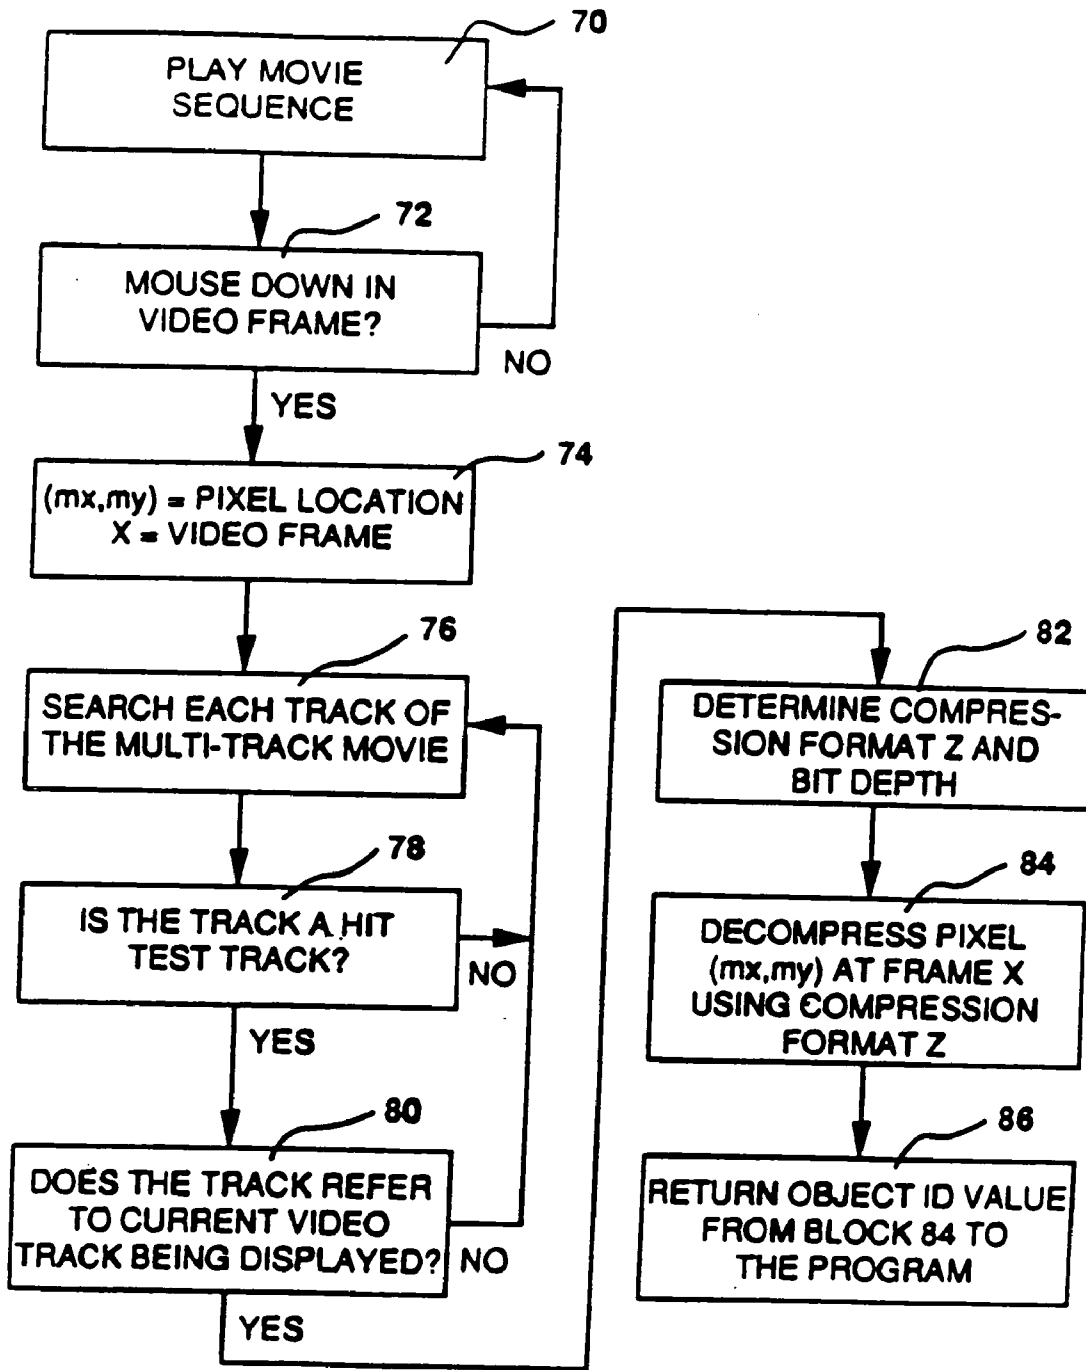 70
PLAY MOVIE
SEQUENCE
72
MOUSE DOWN IN
VIDEO FRAME?
NO
YES
74
(mx,my) = PIXEL LOCATION
X = VIDEO FRAME
76
SEARCH EACH TRACK OF
THE MULTI-TRACK MOVIE
78
IS THE TRACK A HIT
TEST TRACK?
NO
YES
80
DOES THE TRACK REFER
TO CURRENT VIDEO
TRACK BEING DISPLAYED?
NO
YES
82
DETERMINE COMPRES-
SION FORMAT Z AND
BIT DEPTH
84
DECOMPRESS PIXEL
(mx,my) AT FRAME X
USING COMPRESSION
FORMAT Z
86
RETURN OBJECT ID VALUE
FROM BLOCK 84 TO
THE PROGRAM